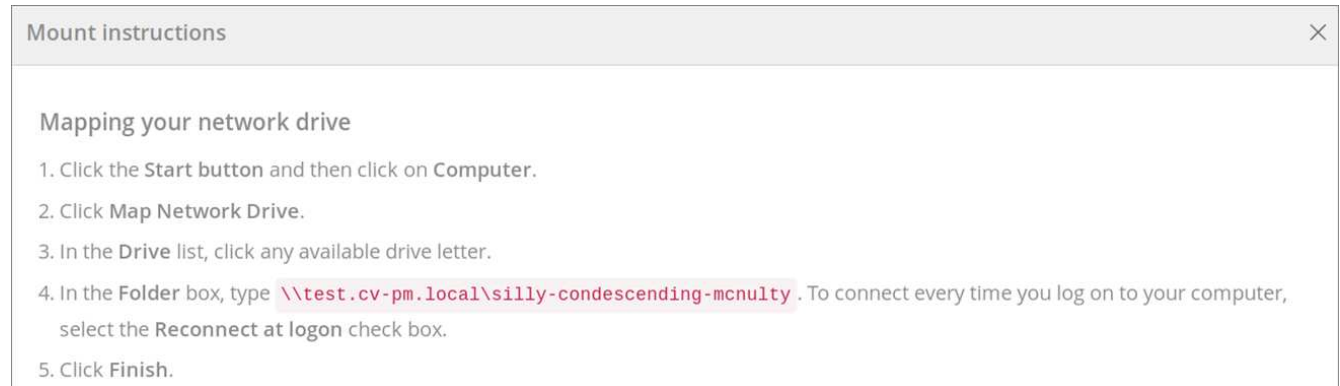 Mount instructions
Mapping your network drive
1. Click the Start button and then click on Computer.
2. Click Map Network Drive.
3. In the Drive list, click any available drive letter.
4. In the Folder box, type \\test.cv-pm.local\silly-condescending-mcnulty. To connect every time you log on to your computer,
select the Reconnect at logon check box.
5. Click Finish.